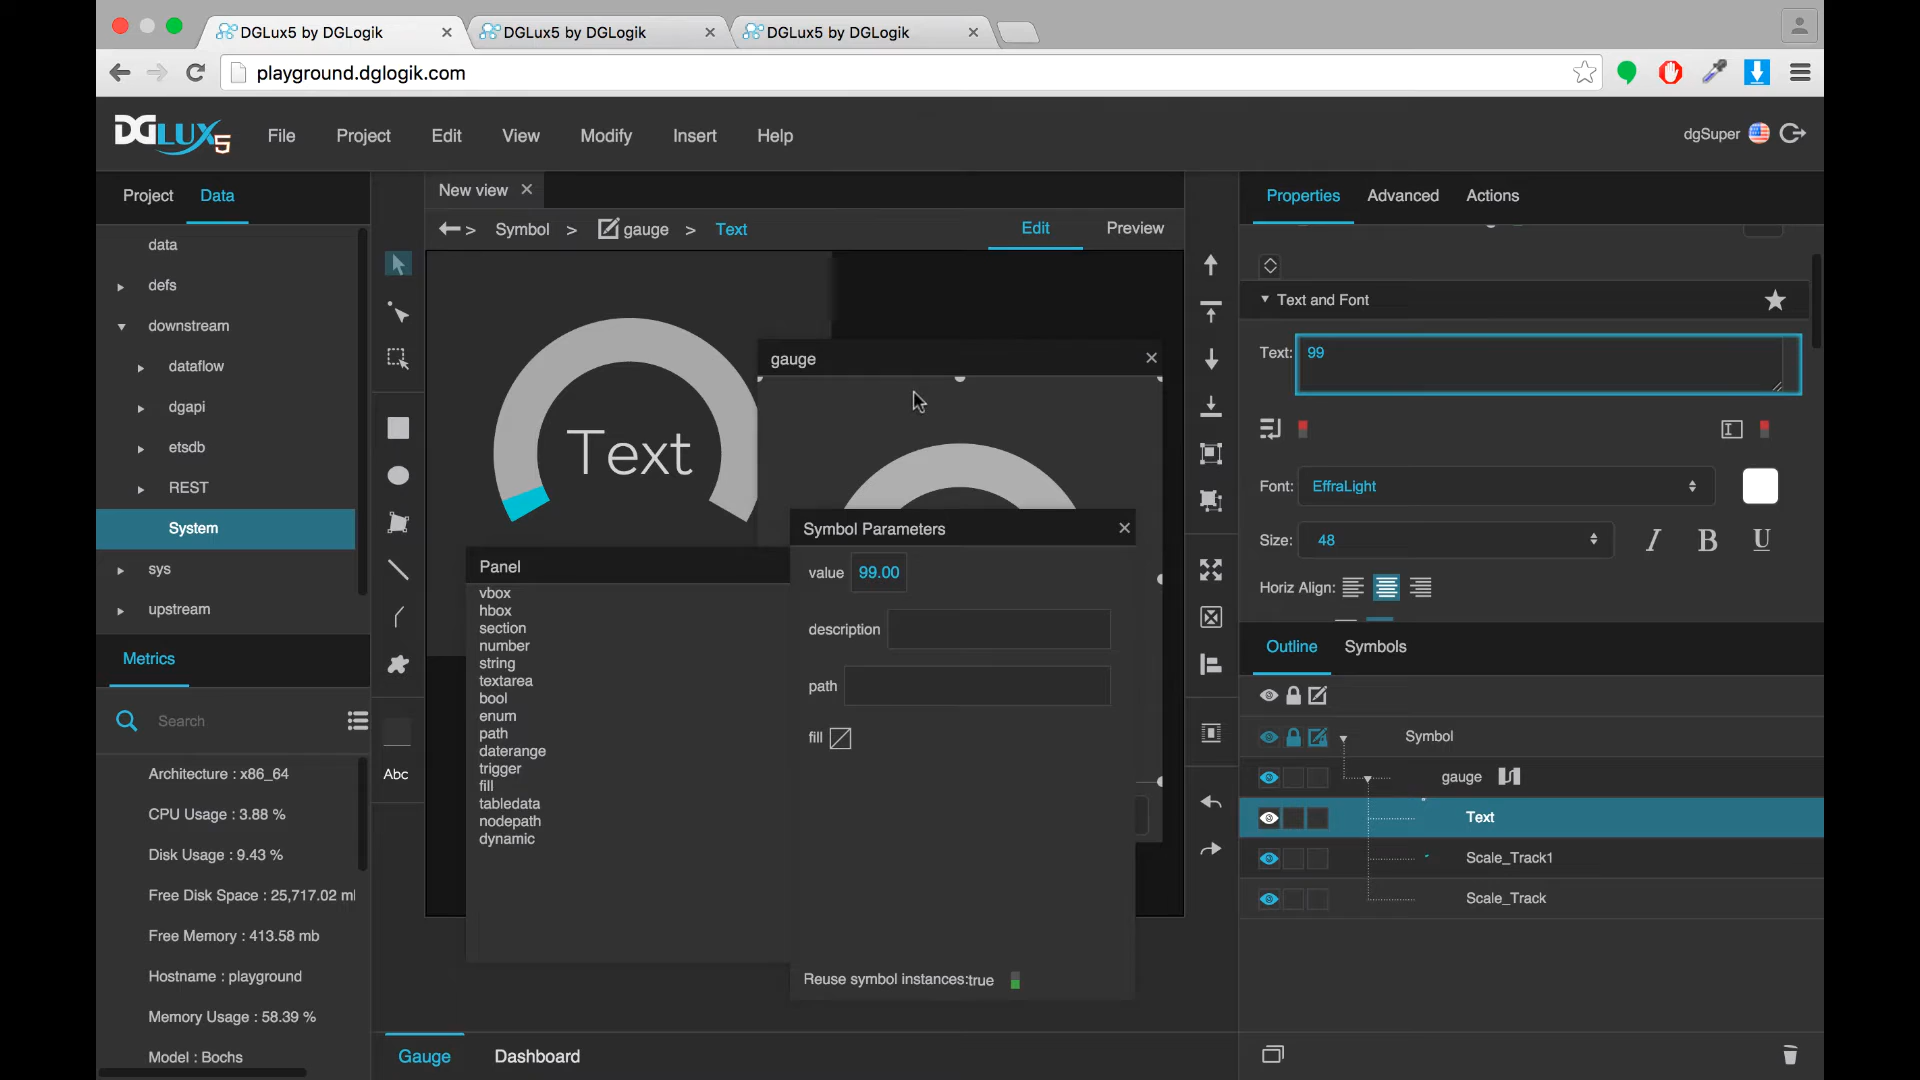 DGLux5 by DGLogik × DGLux5 by DGLogik × DGLux5 by DGLogik ×
playground.dglogik.com
DGLUX5 File Project Edit View Modify Insert Help dgSuper
Project Data
data
defs
downstream
dataflow
dgapi
etsdb
REST
System
sys
upstream
Metrics
Search
Architecture : x86_64
CPU Usage : 3.88 %
Disk Usage : 9.43 %
Free Disk Space : 25,717.02 m
Free Memory : 413.58 mb
Hostname : playground
Memory Usage : 58.39 %
Model : Bochs
Abc
New view ×
> Symbol > gauge > Text Edit Preview
Text
gauge ×
Panel
vbox
hbox
section
number
string
textarea
bool
enum
path
daterange
trigger
fill
tabledata
nodepath
dynamic
Symbol Parameters ×
value 99.00
description
path
fill
Reuse symbol instances:true
Gauge Dashboard
Properties Advanced Actions
Text and Font
Text: 99
Font: EffraLight
Size: 48 I B U
Horiz Align:
Outline Symbols
Symbol
gauge
Text
Scale_Track1
Scale_Track